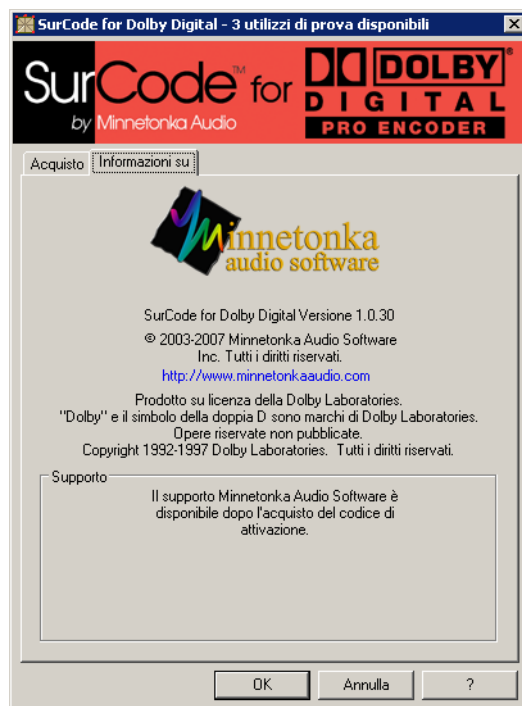 SurCode for Dolby Digital - 3 utilizzi di prova disponibili
SurCode™ for
by Minnetonka Audio
DOLBY®
DIGITAL
PRO ENCODER
Acquisto
Informazioni su
Minnetonka
audio software
SurCode for Dolby Digital Versione 1.0.30
© 2003-2007 Minnetonka Audio Software
Inc. Tutti i diritti riservati.
http://www.minnetonkaaudio.com
Prodotto su licenza della Dolby Laboratories.
"Dolby" e il simbolo della doppia D sono marchi di Dolby Laboratories.
Opere riservate non pubblicate.
Copyright 1992-1997 Dolby Laboratories. Tutti i diritti riservati.
Supporto
Il supporto Minnetonka Audio Software è
disponibile dopo l'acquisto del codice di
attivazione.
OK
Annulla
?